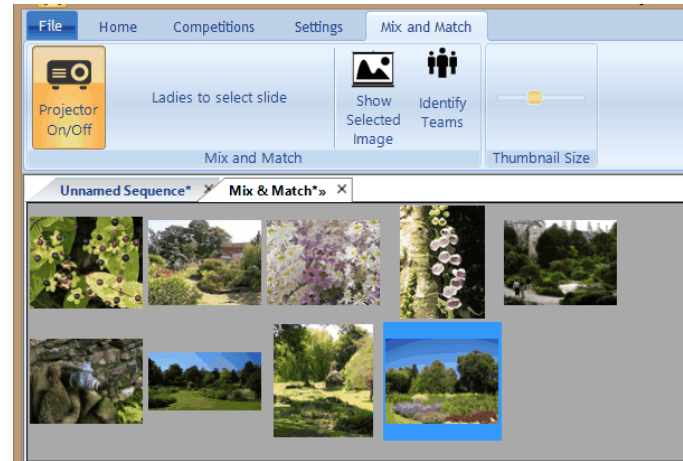 File Home Competitions Settings Mix and Match
Projector On/Off
Ladies to select slide
Show Selected Image
Identify Teams
Mix and Match
Thumbnail Size
Unnamed Sequence* × Mix & Match*» ×